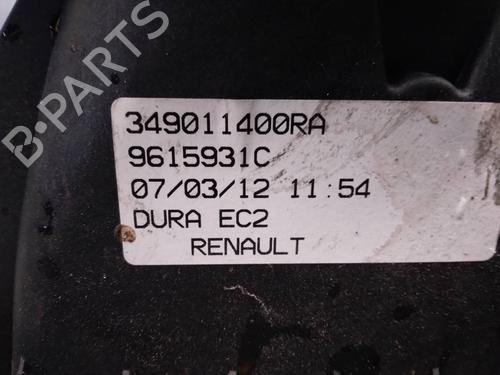 349011400RA
9615931C
07/03/12 11:54
DURA EC2
RENAULT
B-PARTS